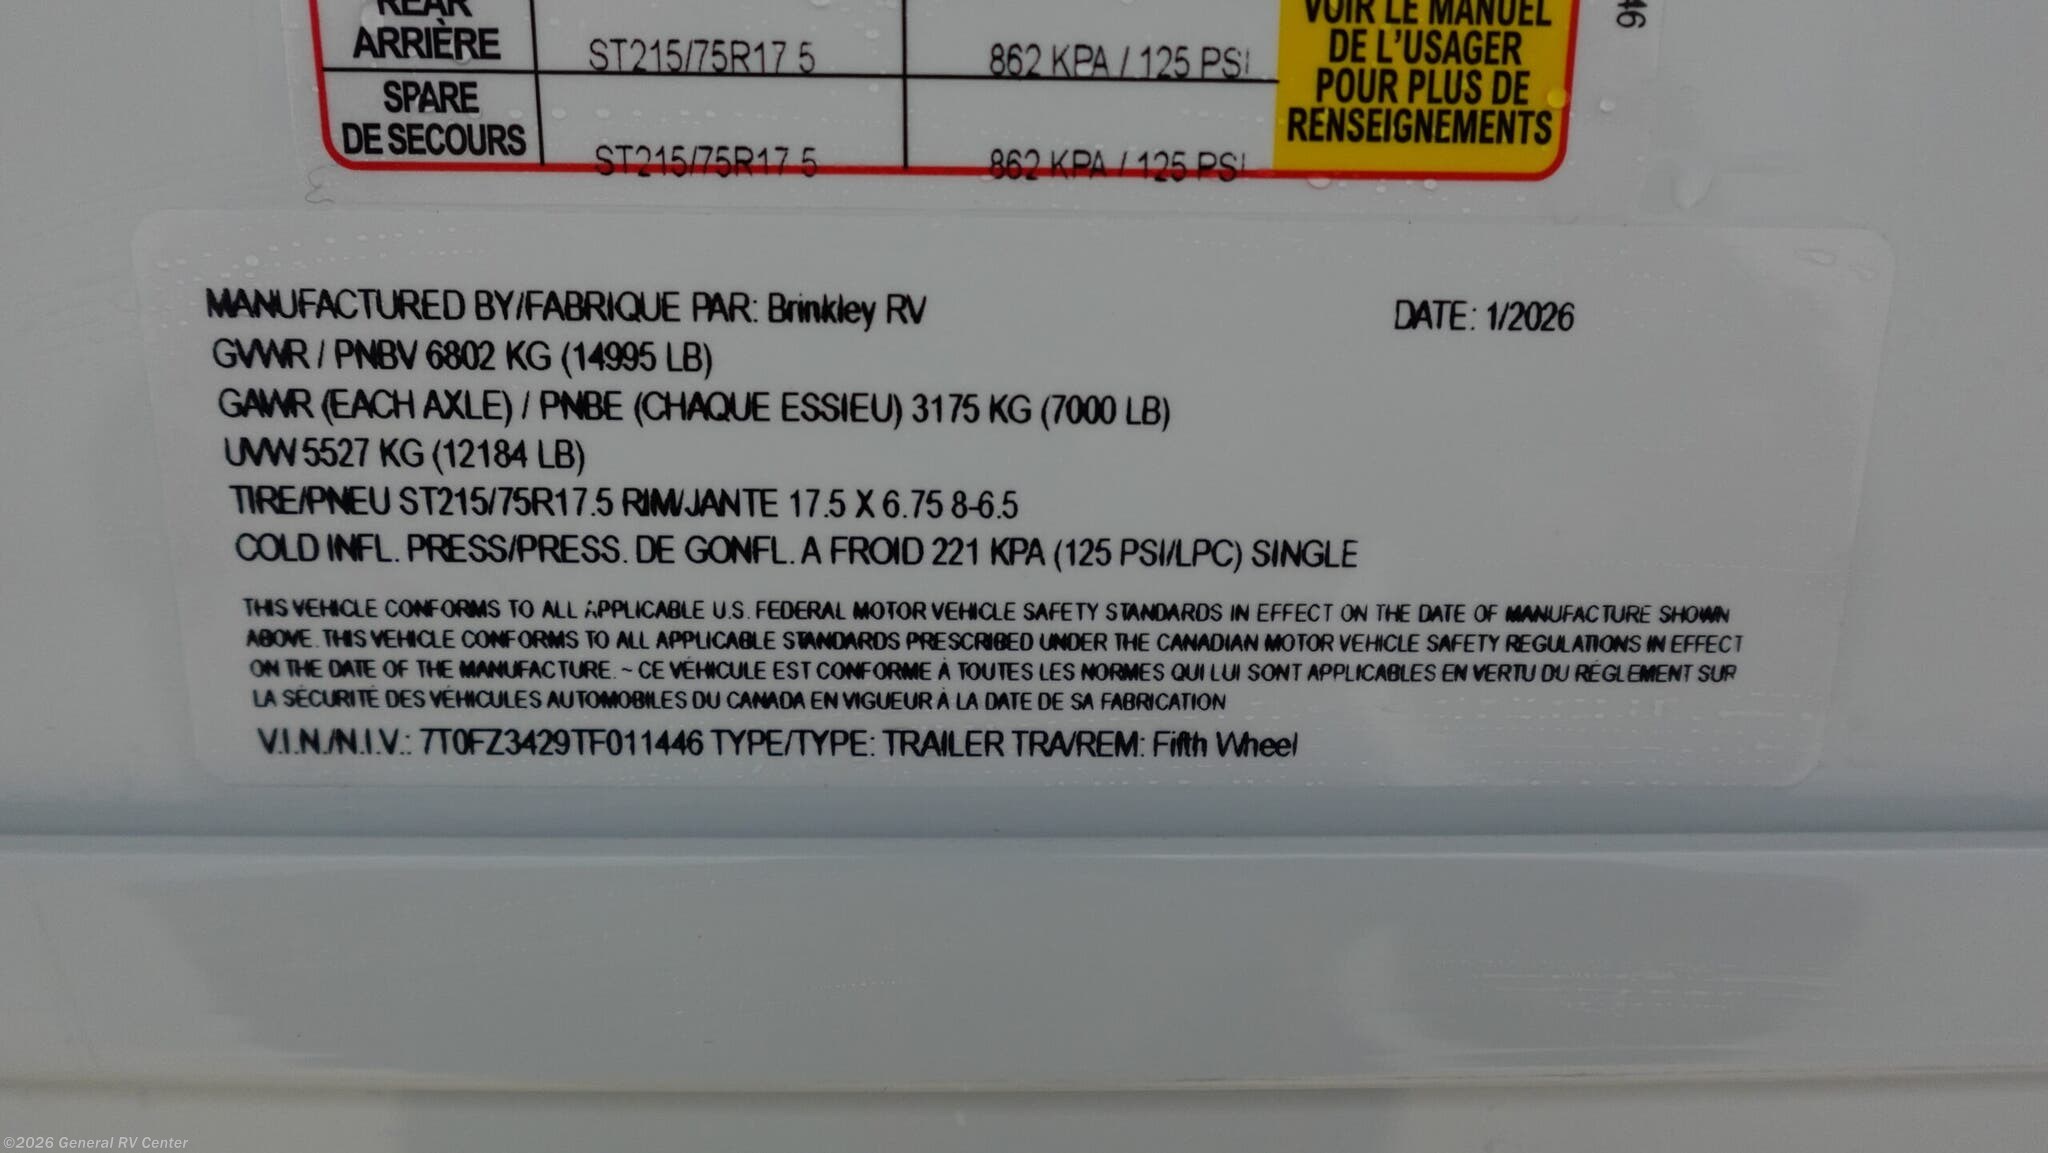 REAR
ARRIÈRE
ST215/75R17 5
862 KPA / 125 PSI
SPARE
DE SECOURS
ST215/75R17 5
862 KPA / 125 PSI
VOIR LE MANUEL
DE L'USAGER
POUR PLUS DE
RENSEIGNEMENTS
46
MANUFACTURED BY/FABRIQUE PAR: Brinkley RV
DATE: 1/2026
GVWR / PNBV 6802 KG (14995 LB)
GAWR (EACH AXLE) / PNBE (CHAQUE ESSIEU) 3175 KG (7000 LB)
UVW 5527 KG (12184 LB)
TIRE/PNEU ST215/75R17.5 RIM/JANTE 17.5 X 6.75 8-6.5
COLD INFL. PRESS/PRESS. DE GONFL. A FROID 221 KPA (125 PSI/LPC) SINGLE
THIS VEHICLE CONFORMS TO ALL APPLICABLE U.S. FEDERAL MOTOR VEHICLE SAFETY STANDARDS IN EFFECT ON THE DATE OF MANUFACTURE SHOWN
ABOVE. THIS VEHICLE CONFORMS TO ALL APPLICABLE STANDARDS PRESCRIBED UNDER THE CANADIAN MOTOR VEHICLE SAFETY REGULATIONS IN EFFECT
ON THE DATE OF THE MANUFACTURE. ~ CE VÉHICULE EST CONFORME À TOUTES LES NORMES QUI LUI SONT APPLICABLES EN VERTU DU RÉGLEMENT SUR
LA SÉCURITÉ DES VÉHICULES AUTOMOBILES DU CANADA EN VIGUEUR À LA DATE DE SA FABRICATION
V.I.N./N.I.V.: 7T0FZ3429TF011446 TYPE/TYPE: TRAILER TRA/REM: Fifth Wheel
©2026 General RV Center